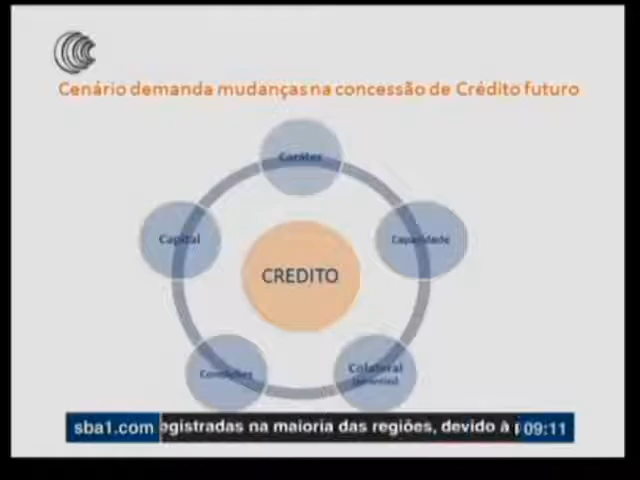 Cenário demanda mudanças na concessão de Crédito futuro
Caráter
Capital
Capacidade
CREDITO
Condições
Colateral
sba1.com
egistradas na maioria das regiões, devido à
09:11